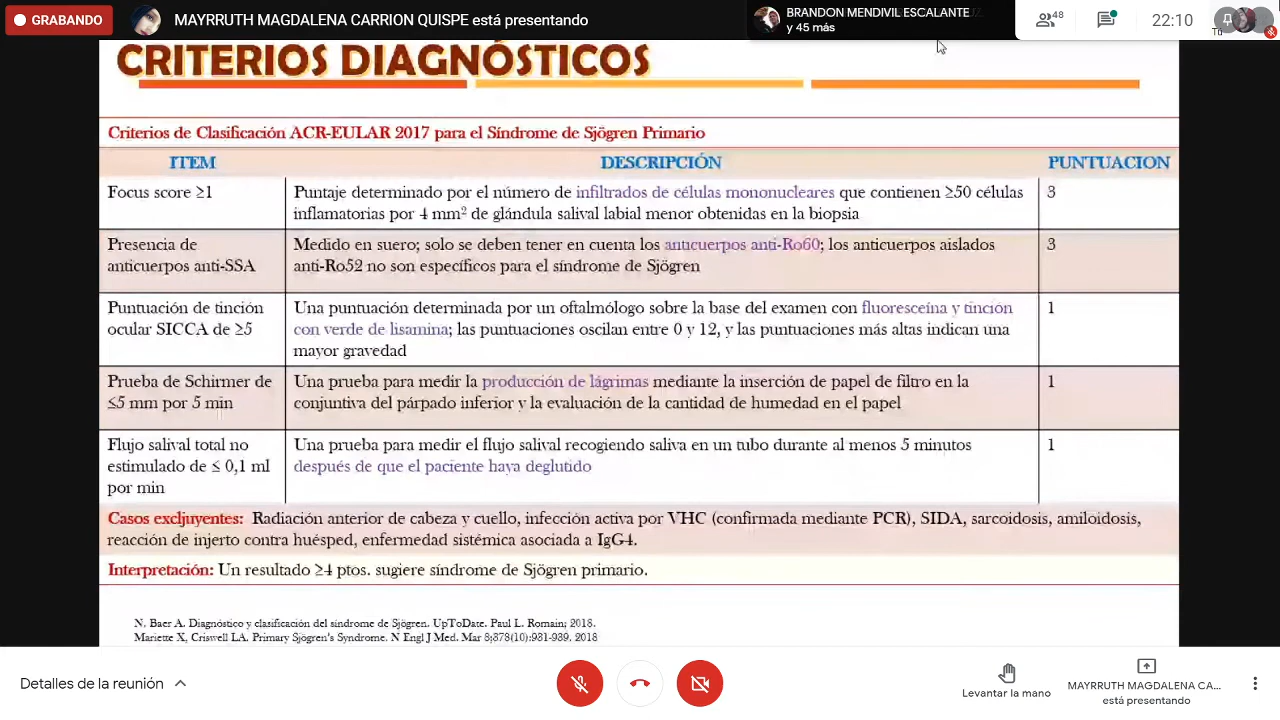 GRABANDO
MAYRRUTH MAGDALENA CARRION QUISPE está presentando
BRANDON MENDIVIL ESCALANTE
y 45 más
48
22:10
Tú
CRITERIOS DIAGNÓSTICOS
Criterios de Clasificación ACR-EULAR 2017 para el Síndrome de Sjögren Primario
ITEM DESCRIPCIÓN PUNTUACION
Focus score ≥1
Puntaje determinado por el número de infiltrados de células mononucleares que contienen ≥50 células
inflamatorias por 4 mm² de glándula salival labial menor obtenidas en la biopsia
3
Presencia de
anticuerpos anti-SSA
Medido en suero; solo se deben tener en cuenta los anticuerpos anti-Ro60; los anticuerpos aislados
anti-Ro52 no son específicos para el síndrome de Sjögren
3
Puntuación de tinción
ocular SICCA de ≥5
Una puntuación determinada por un oftalmólogo sobre la base del examen con fluoresceína y tinción
con verde de lisamina; las puntuaciones oscilan entre 0 y 12, y las puntuaciones más altas indican una
mayor gravedad
1
Prueba de Schirmer de
≤5 mm por 5 min
Una prueba para medir la producción de lágrimas mediante la inserción de papel de filtro en la
conjuntiva del párpado inferior y la evaluación de la cantidad de humedad en el papel
1
Flujo salival total no
estimulado de ≤ 0,1 ml
por min
Una prueba para medir el flujo salival recogiendo saliva en un tubo durante al menos 5 minutos
después de que el paciente haya deglutido
1
Casos excljuyentes: Radiación anterior de cabeza y cuello, infección activa por VHC (confirmada mediante PCR), SIDA, sarcoidosis, amiloidosis,
reacción de injerto contra huésped, enfermedad sistémica asociada a IgG4.
Interpretación: Un resultado ≥4 ptos. sugiere síndrome de Sjögren primario.
N. Baer A. Diagnóstico y clasificación del síndrome de Sjögren. UpToDate. Paul L. Romain; 2018.
Mariette X, Criswell LA. Primary Sjögren's Syndrome. N Engl J Med. Mar 8;378(10):931-939. 2018
Detalles de la reunión
Levantar la mano
MAYRRUTH MAGDALENA CA...
está presentando